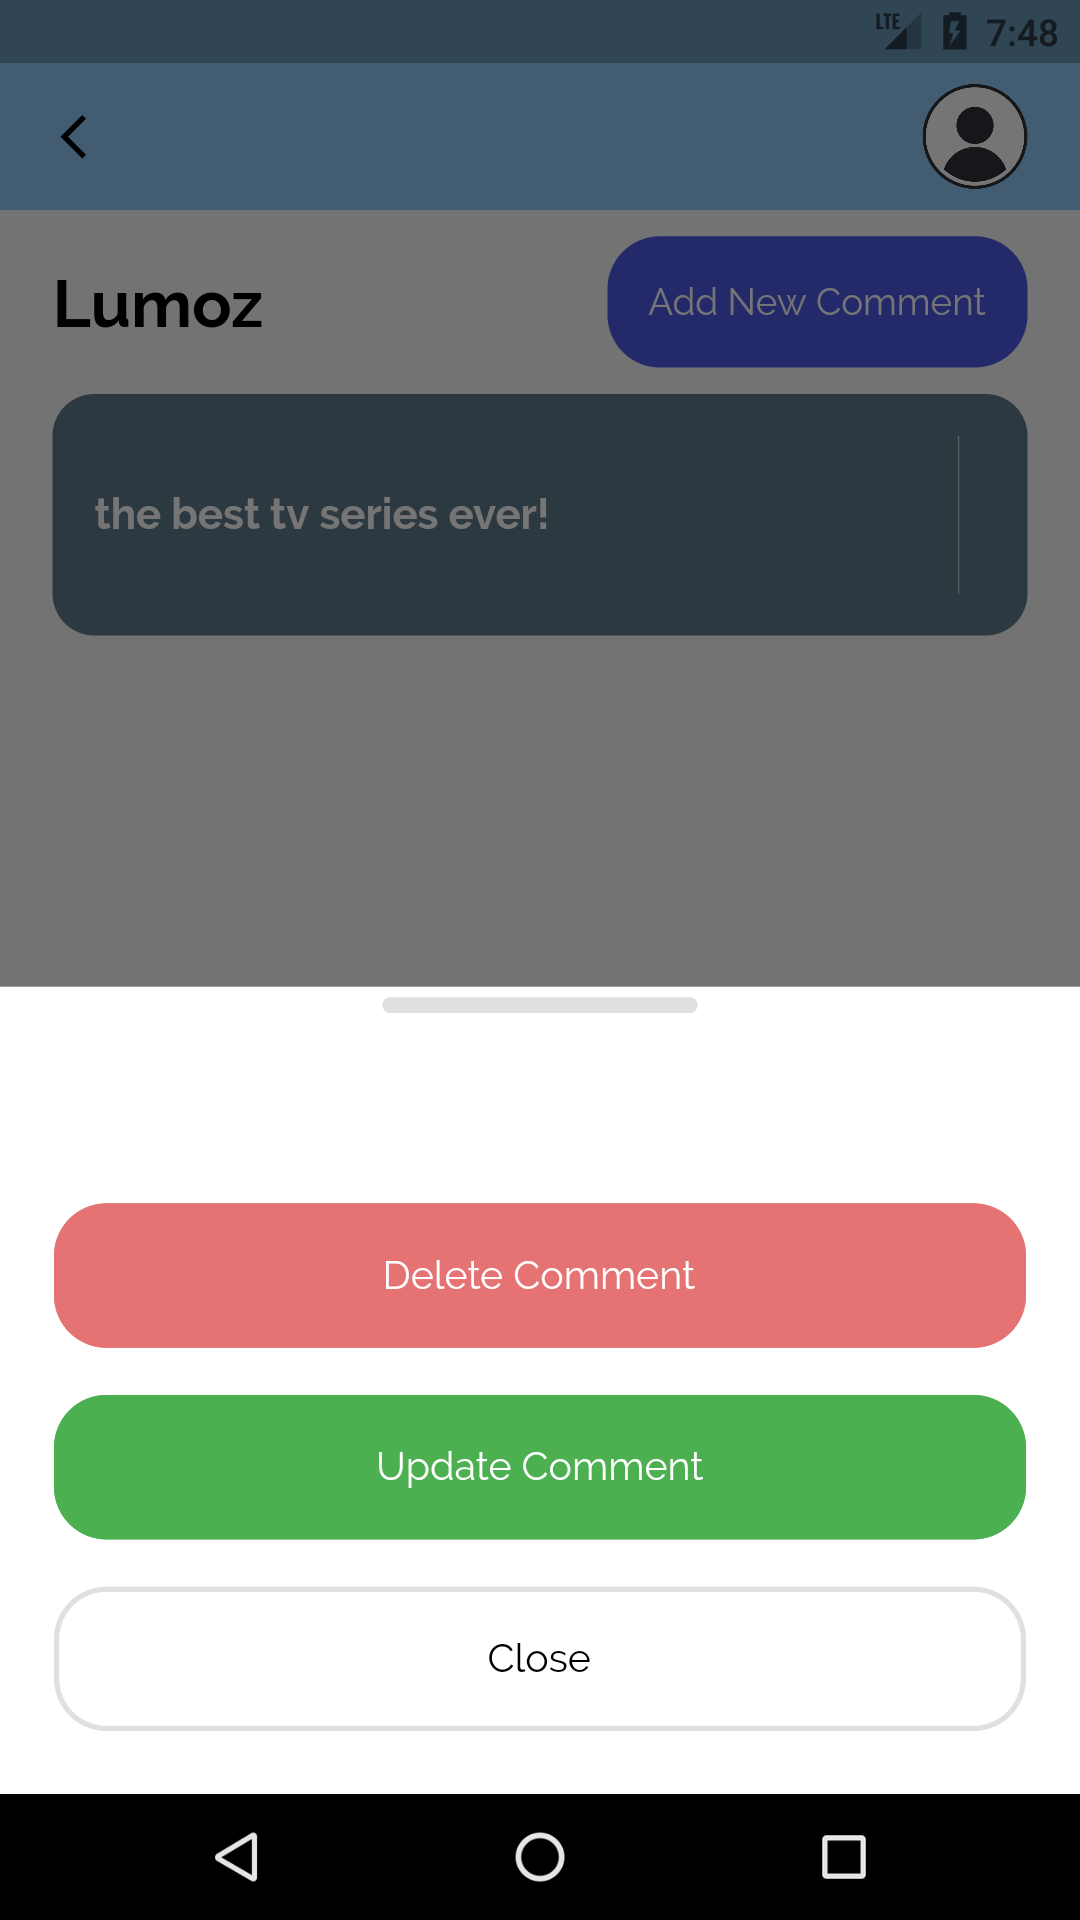 LTE 7:48
Lumoz
Add New Comment
the best tv series ever!
Delete Comment
Update Comment
Close